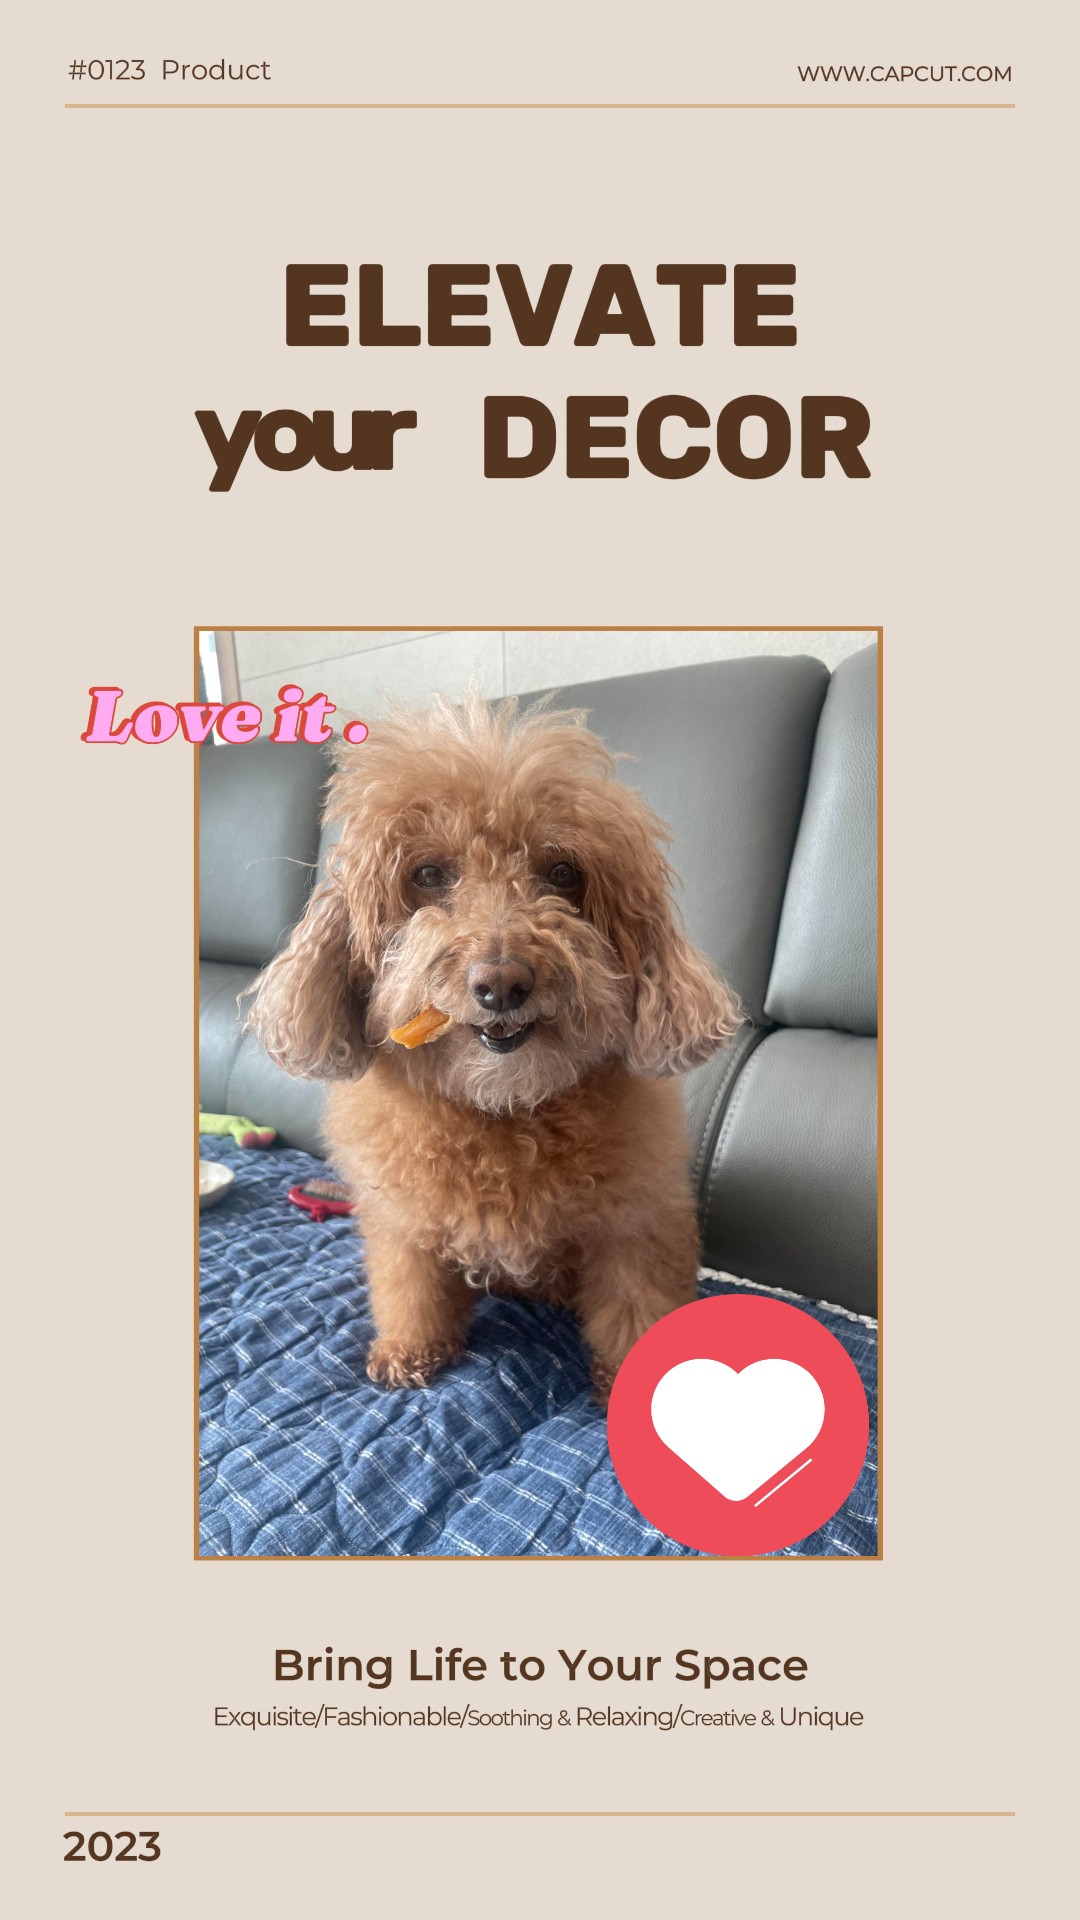 #0123 Product
WWW.CAPCUT.COM
ELEVATE
your DECOR
Love it .
Bring Life to Your Space
Exquisite/Fashionable/Soothing & Relaxing/Creative & Unique
2023